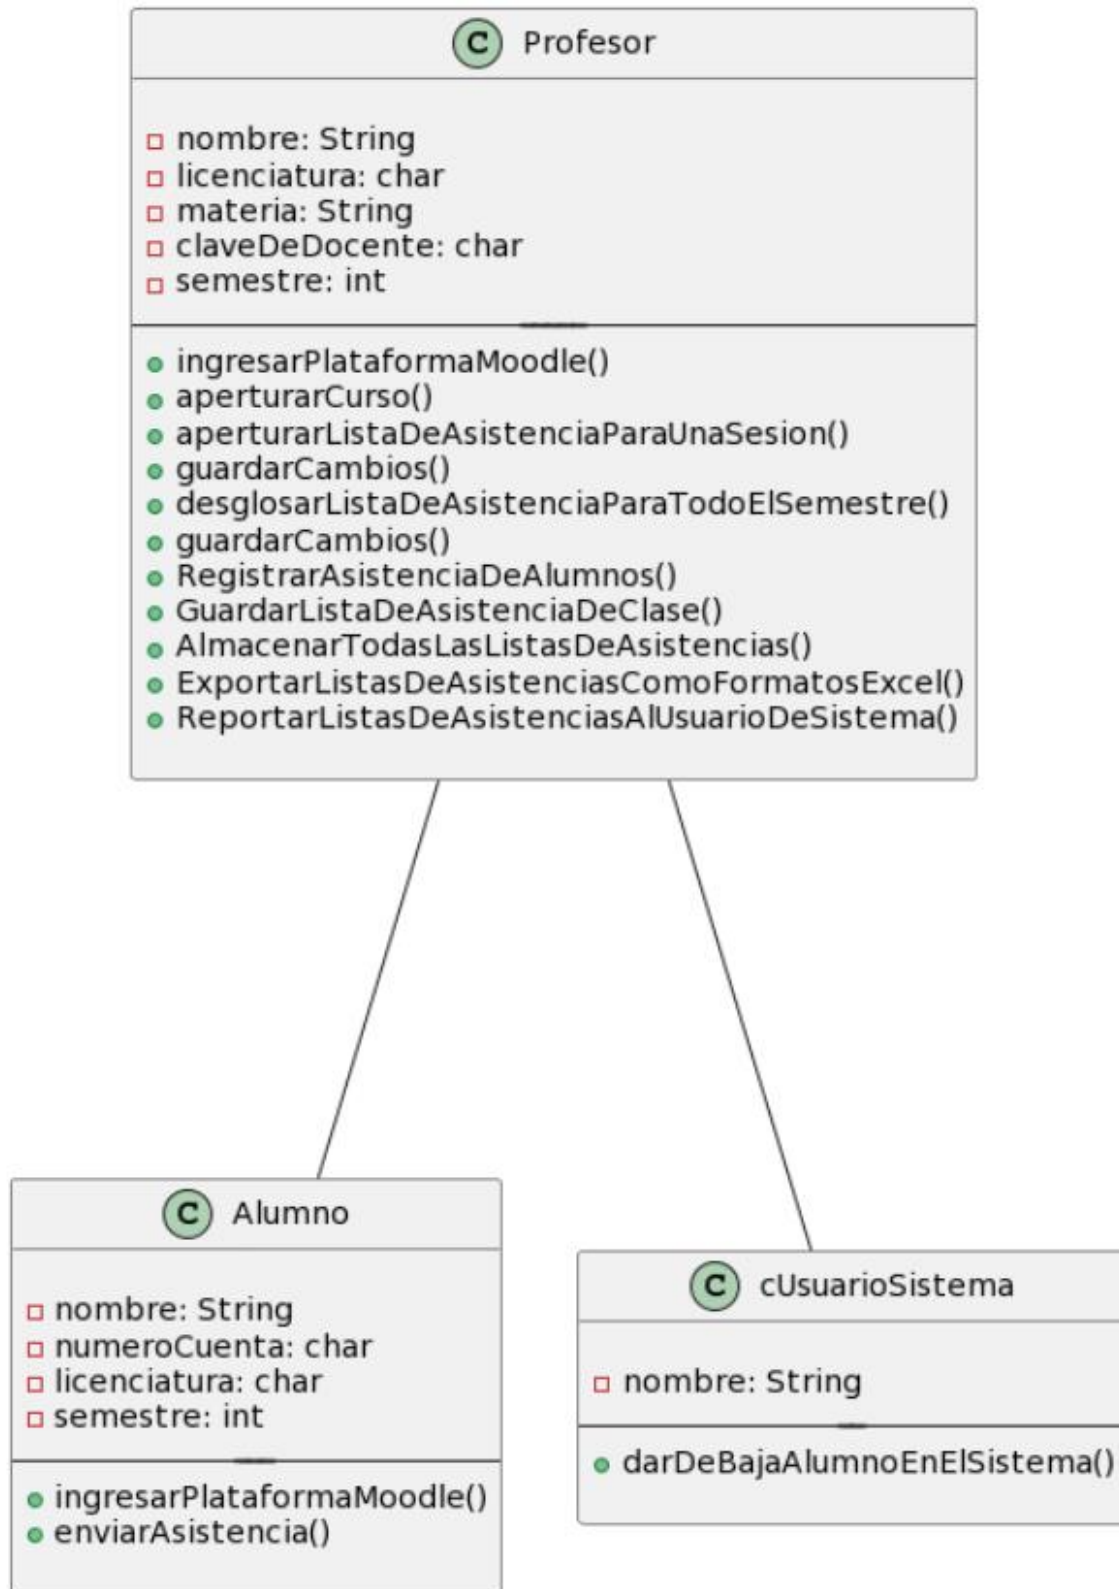 C Profesor
nombre: String
licenciatura: char
materia: String
claveDeDocente: char
semestre: int
ingresarPlataformaMoodle()
aperturarCurso()
aperturarListaDeAsistenciaParaUnaSesion()
guardarCambios()
desglosarListaDeAsistenciaParaTodoElSemestre()
guardarCambios()
RegistrarAsistenciaDeAlumnos()
GuardarListaDeAsistenciaDeClase()
AlmacenarTodasLasListasDeAsistencias()
ExportarListasDeAsistenciasComoFormatosExcel()
ReportarListasDeAsistenciasAlUsuarioDeSistema()
C Alumno
nombre: String
numeroCuenta: char
licenciatura: char
semestre: int
ingresarPlataformaMoodle()
enviarAsistencia()
C cUsuarioSistema
nombre: String
darDeBajaAlumnoEnElSistema()